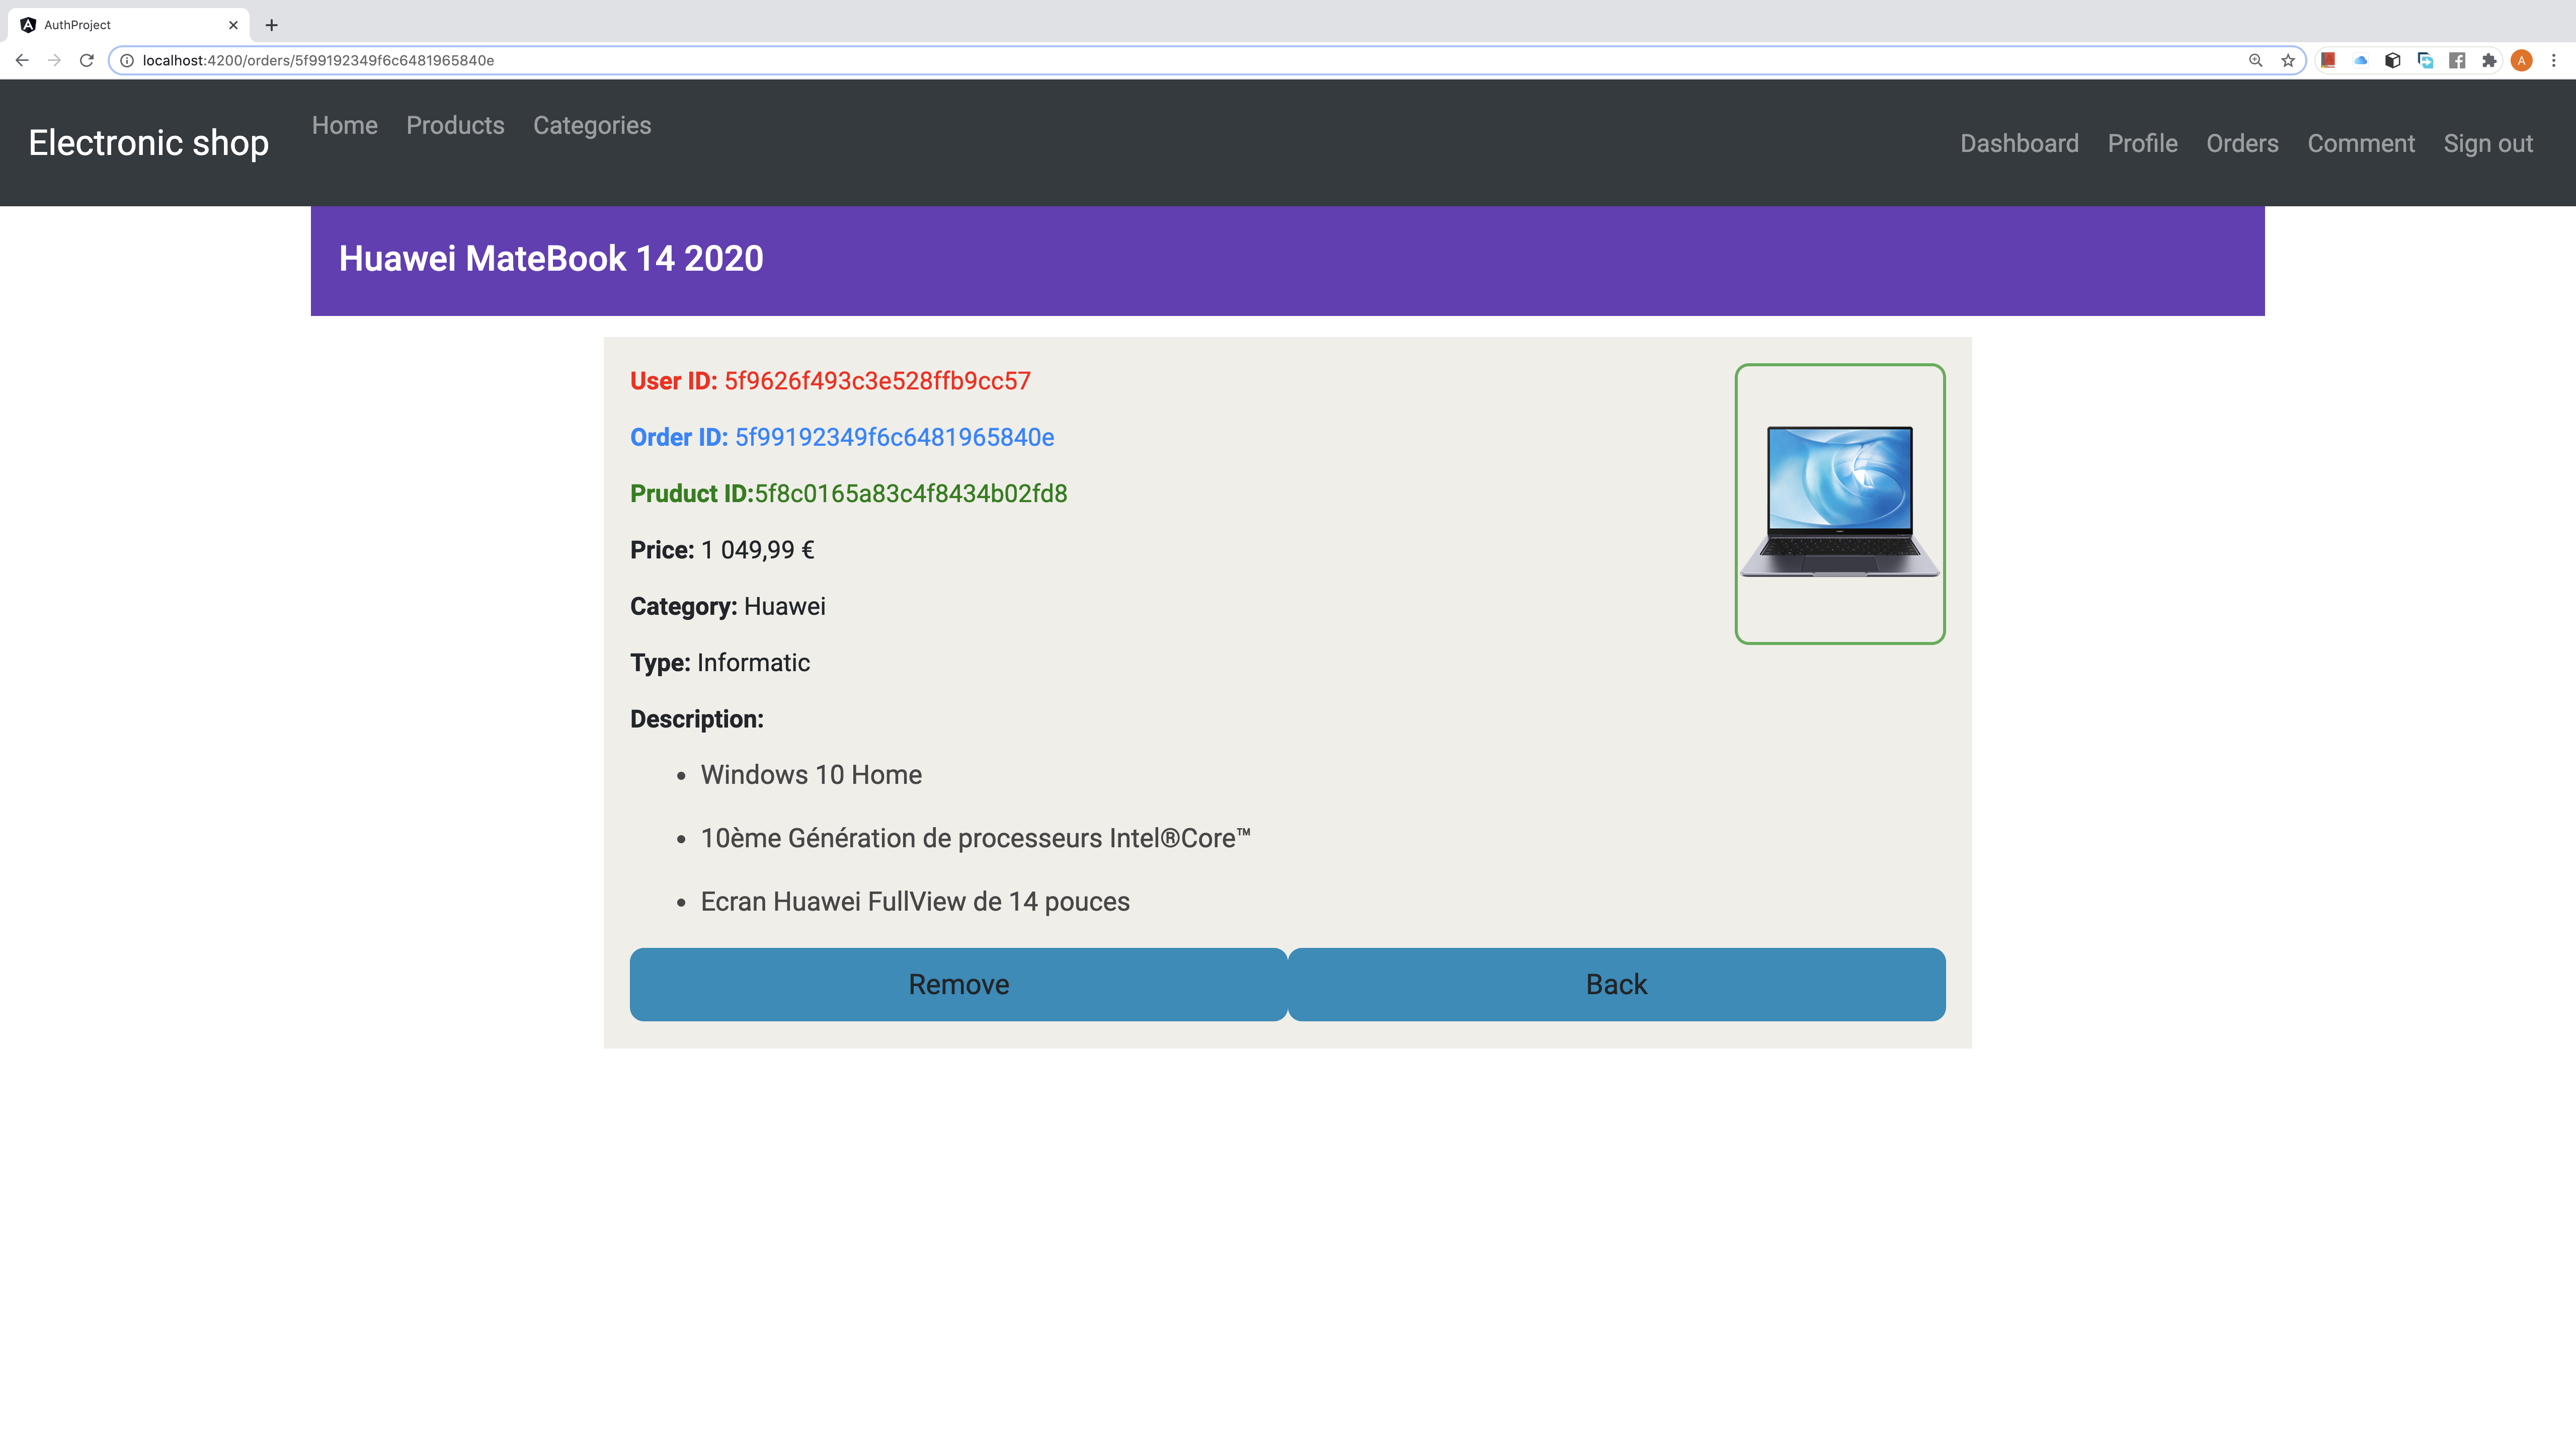 AuthProject
localhost:4200/orders/5f99192349f6c6481965840e
A
Electronic shop
Home Products Categories
Dashboard Profile Orders Comment Sign out
Huawei MateBook 14 2020
User ID: 5f9626f493c3e528ffb9cc57
Order ID: 5f99192349f6c6481965840e
Pruduct ID:5f8c0165a83c4f8434b02fd8
Price: 1 049,99 €
Category: Huawei
Type: Informatic
Description:
• Windows 10 Home
• 10ème Génération de processeurs Intel®Core™
• Ecran Huawei FullView de 14 pouces
Remove
Back